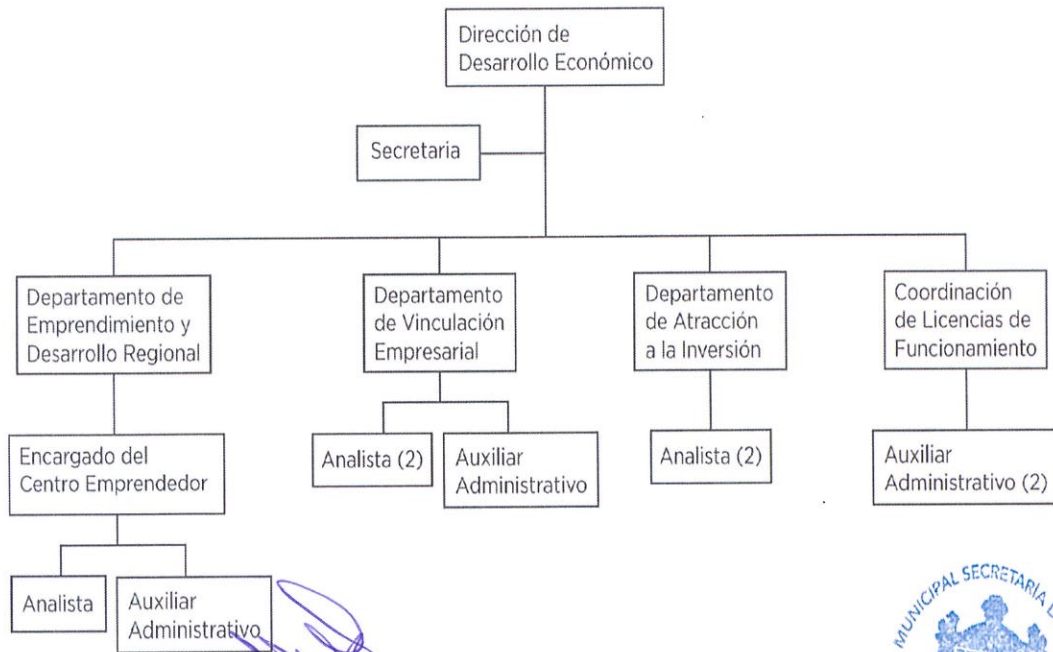 Dirección de
Desarrollo Económico
Secretaria
Departamento de
Emprendimiento y
Desarrollo Regional
Departamento
de Vinculación
Empresarial
Departamento
de Atracción
a la Inversión
Coordinación
de Licencias de
Funcionamiento
Encargado del
Centro Emprendedor
Analista (2)
Auxiliar
Administrativo
Analista (2)
Auxiliar
Administrativo (2)
Analista
Auxiliar
Administrativo
MUNICIPAL SECRETARÍA